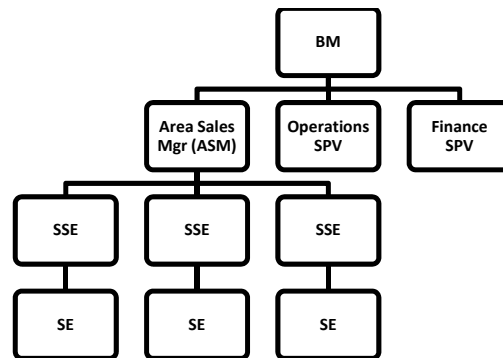 BM
Area Sales
Mgr (ASM)
Operations
SPV
Finance
SPV
SSE
SSE
SSE
SE
SE
SE